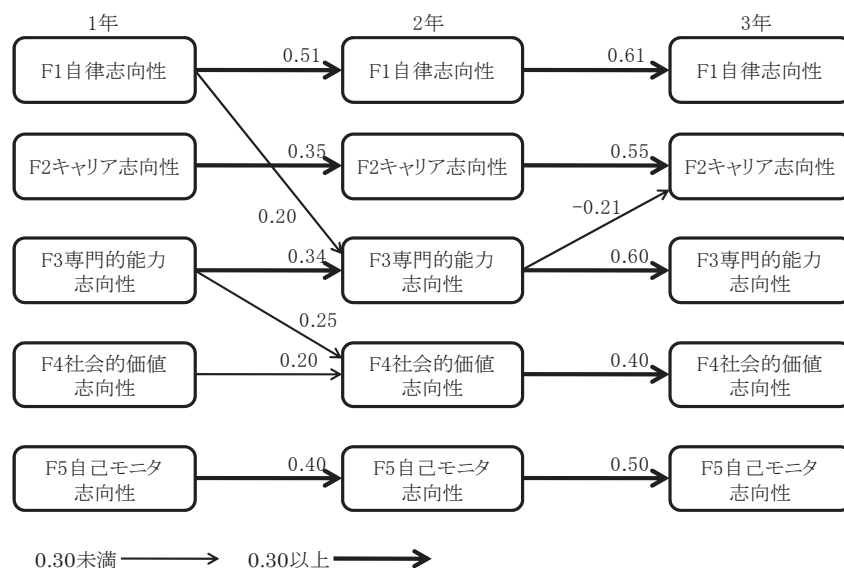 1年 2年 3年
F1自律志向性 0.51 F1自律志向性 0.61 F1自律志向性
F2キャリア志向性 0.35 F2キャリア志向性 0.55 F2キャリア志向性
0.20 -0.21
F3専門的能力
志向性
0.34
F3専門的能力
志向性
0.60
F3専門的能力
志向性
0.25
F4社会的価値
志向性
0.20
F4社会的価値
志向性
0.40
F4社会的価値
志向性
F5自己モニタ
志向性
0.40
F5自己モニタ
志向性
0.50
F5自己モニタ
志向性
0.30未満 0.30以上